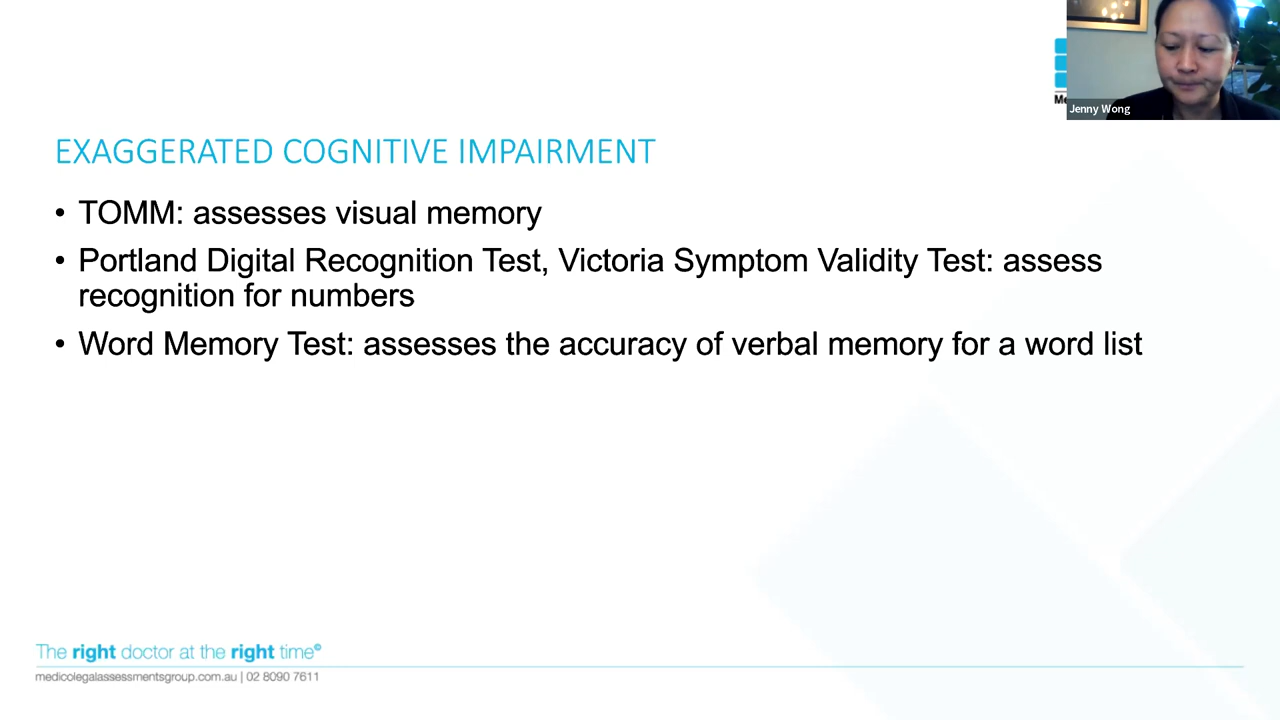 Me
Jenny Wong
EXAGGERATED COGNITIVE IMPAIRMENT
• TOMM: assesses visual memory
• Portland Digital Recognition Test, Victoria Symptom Validity Test: assess
recognition for numbers
• Word Memory Test: assesses the accuracy of verbal memory for a word list
The right doctor at the right time©
medicolegalassessmentsgroup.com.au | 02 8090 7611